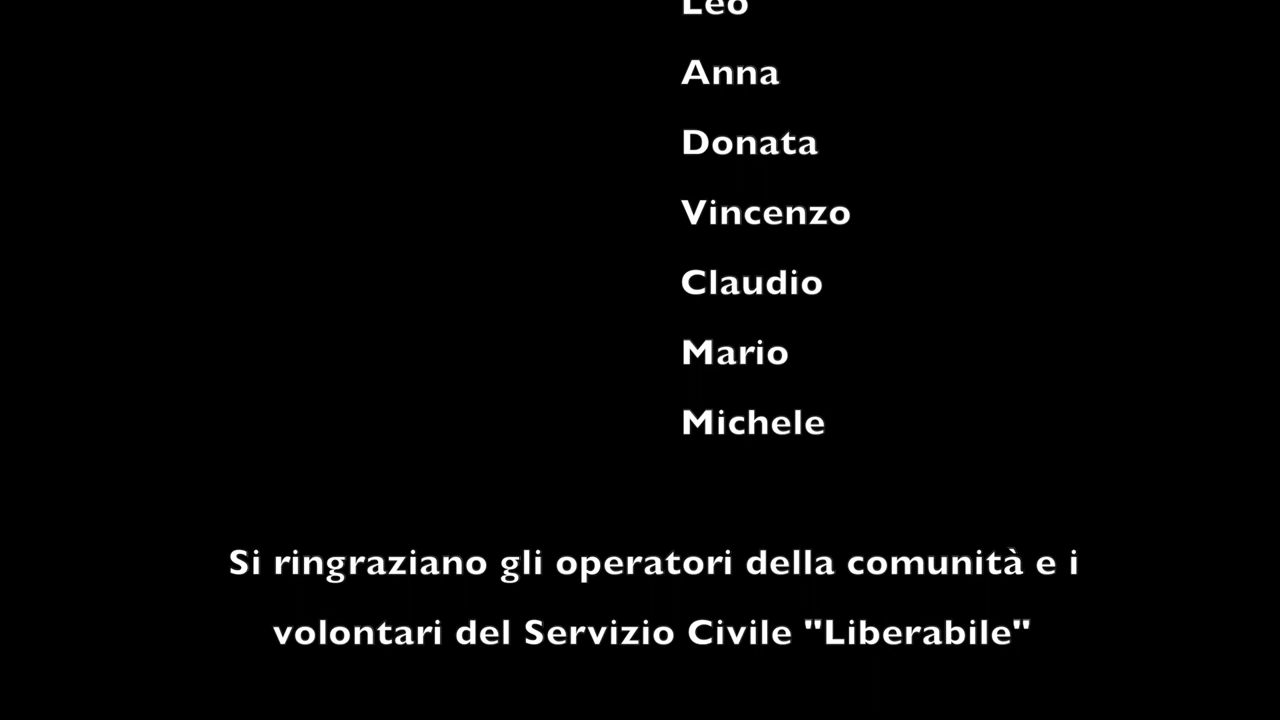 Leo
Anna
Donata
Vincenzo
Claudio
Mario
Michele
Si ringraziano gli operatori della comunità e i
volontari del Servizio Civile "Liberabile"